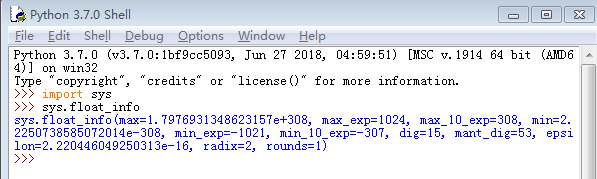 Python 3.7.0 Shell
File Edit Shell Debug Options Window Help
Python 3.7.0 (v3.7.0:1bf9cc5093, Jun 27 2018, 04:59:51) [MSC v.1914 64 bit (AMD6
4)] on win32
Type "copyright", "credits" or "license()" for more information.
>>> import sys
>>> sys.float_info
sys.float_info(max=1.7976931348623157e+308, max_exp=1024, max_10_exp=308, min=2.
2250738585072014e-308, min_exp=-1021, min_10_exp=-307, dig=15, mant_dig=53, epsi
lon=2.220446049250313e-16, radix=2, rounds=1)
>>>